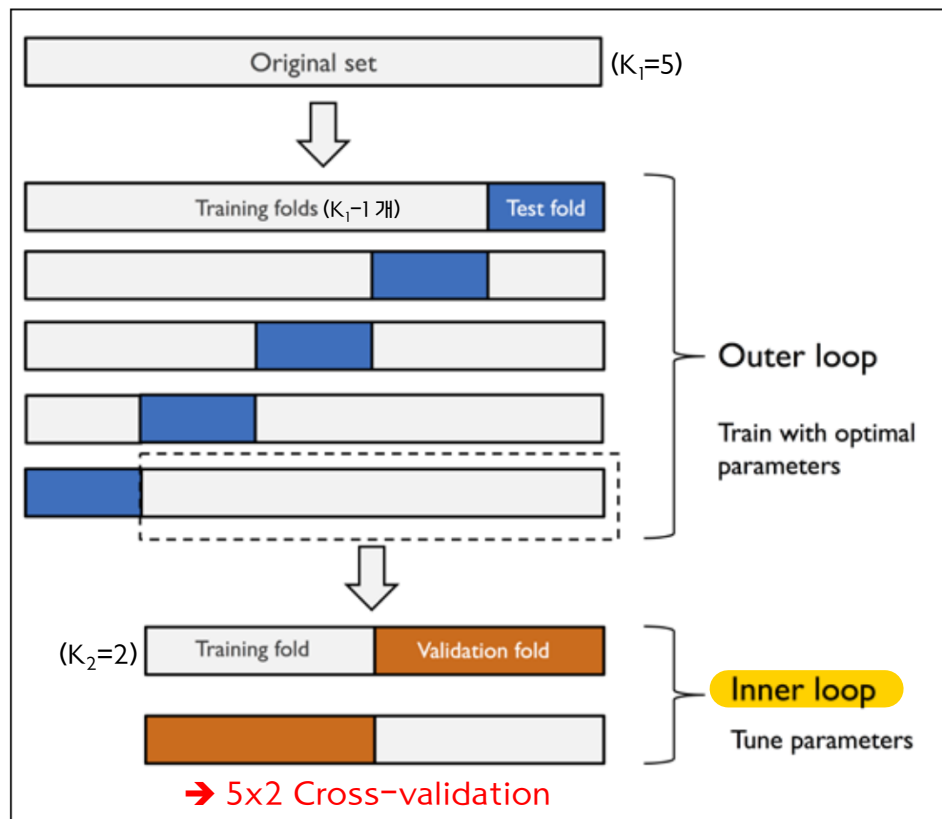 Original set (K₁=5)
Training folds (K₁-1 개) Test fold
Outer loop
Train with optimal
parameters
(K₂=2) Training fold Validation fold
Inner loop
Tune parameters
➔ 5x2 Cross-validation